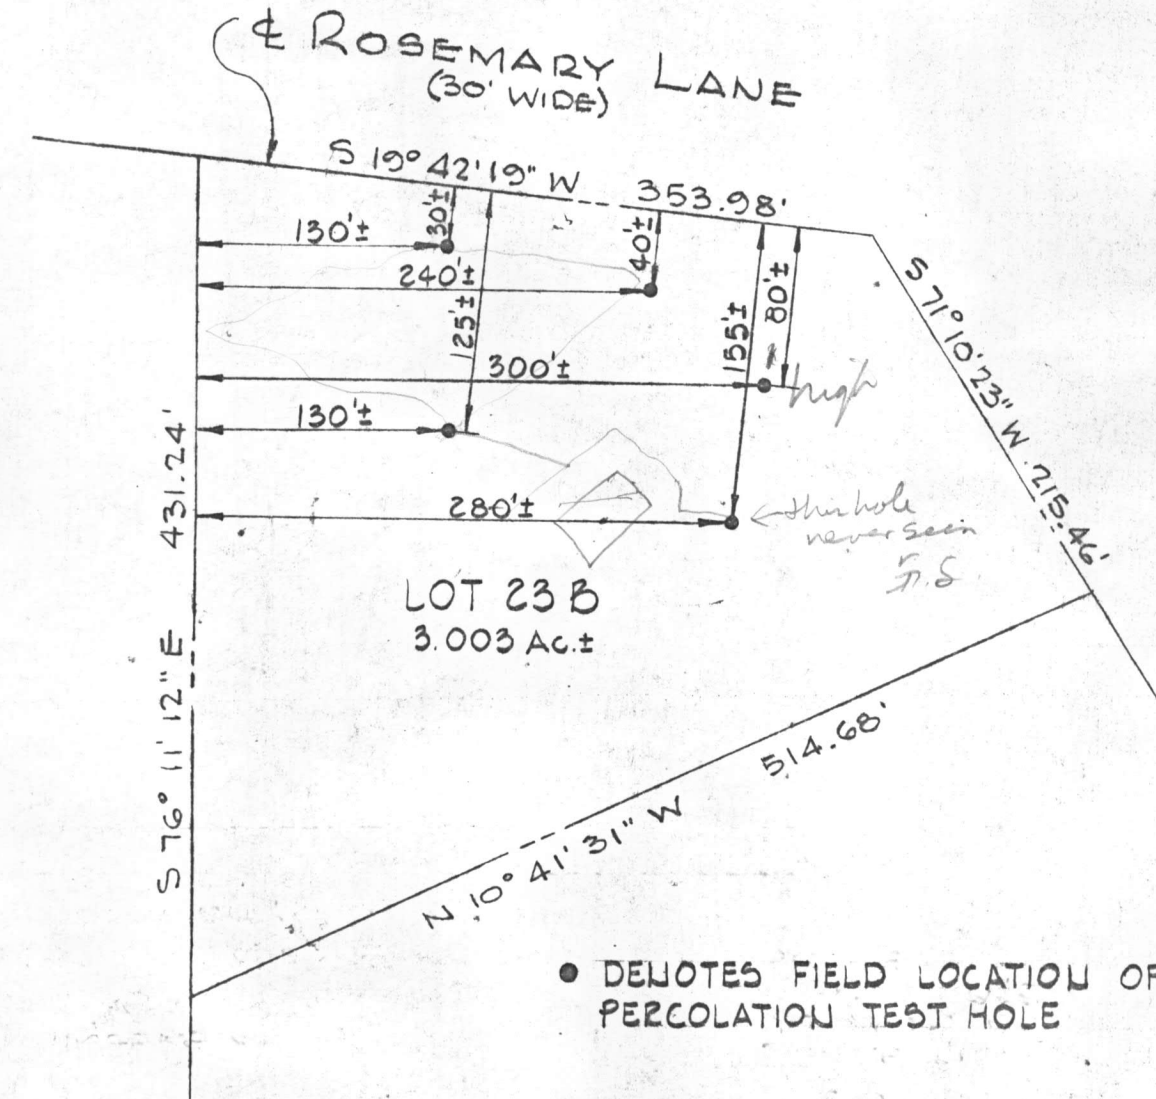 ℄ ROSEMARY LANE
(30' WIDE)
S 19° 42' 19" W 353.98'
130'±
30'±
240'±
40'±
125'±
155'±
80'±
300'±
high
130'±
280'±
this hole
never seen
S 71° 10' 23" W 215.46'
S 76° 11' 12" E 431.24'
LOT 23 B
3.003 AC.±
N 10° 41' 31" W 514.68'
● DENOTES FIELD LOCATION OF
PERCOLATION TEST HOLE